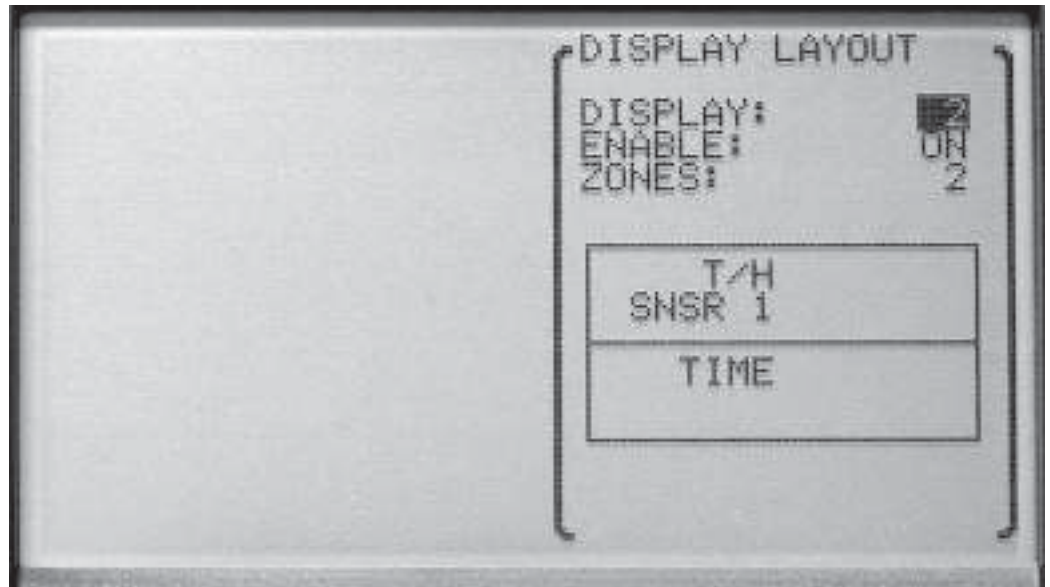 DISPLAY LAYOUT
DISPLAY: 2
ENABLE: ON
ZONES: 2
T/H
SNSR 1
TIME